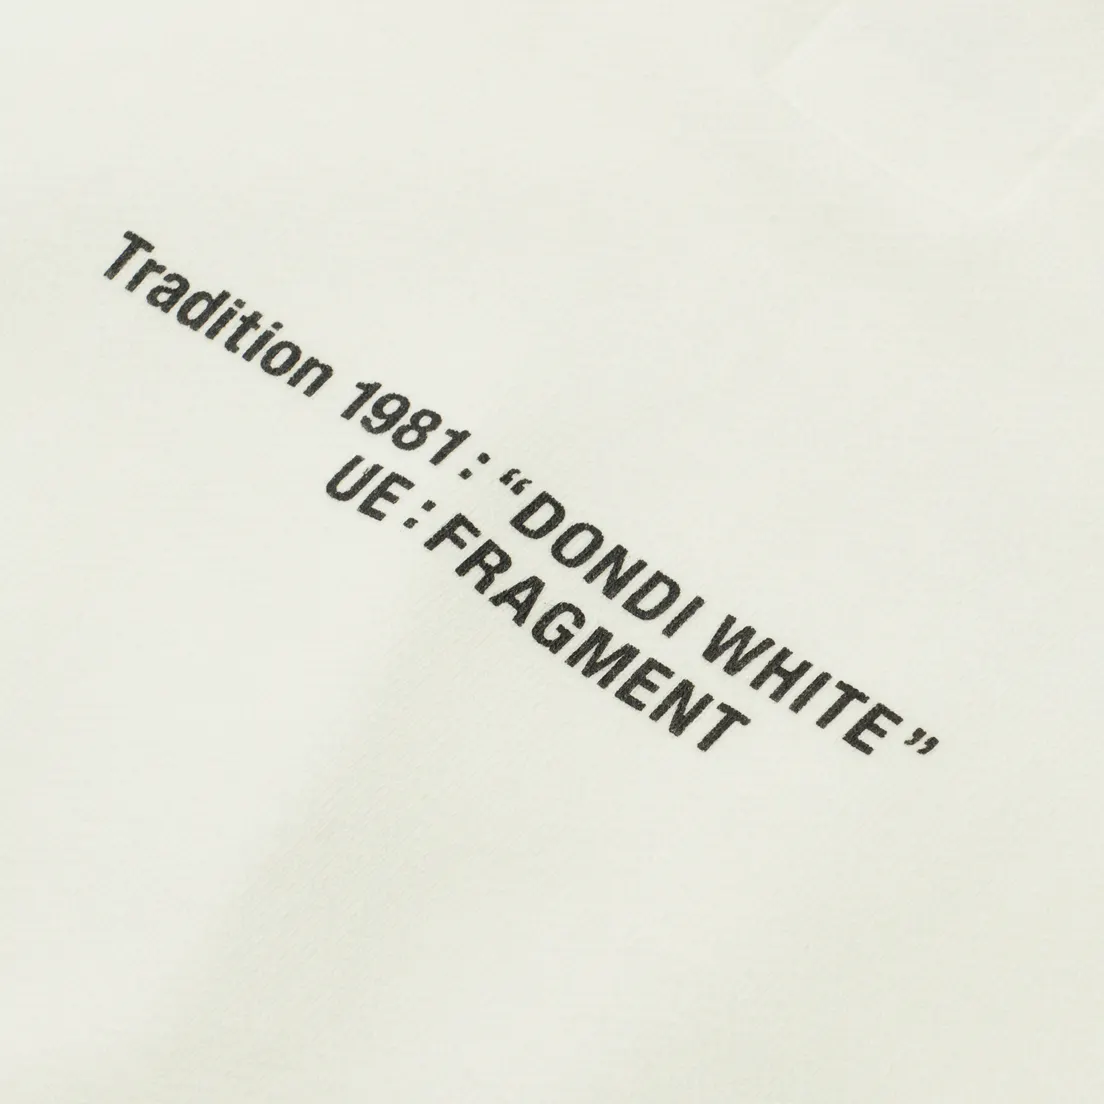 Tradition 1981 : “DONDI WHITE”
UE : FRAGMENT